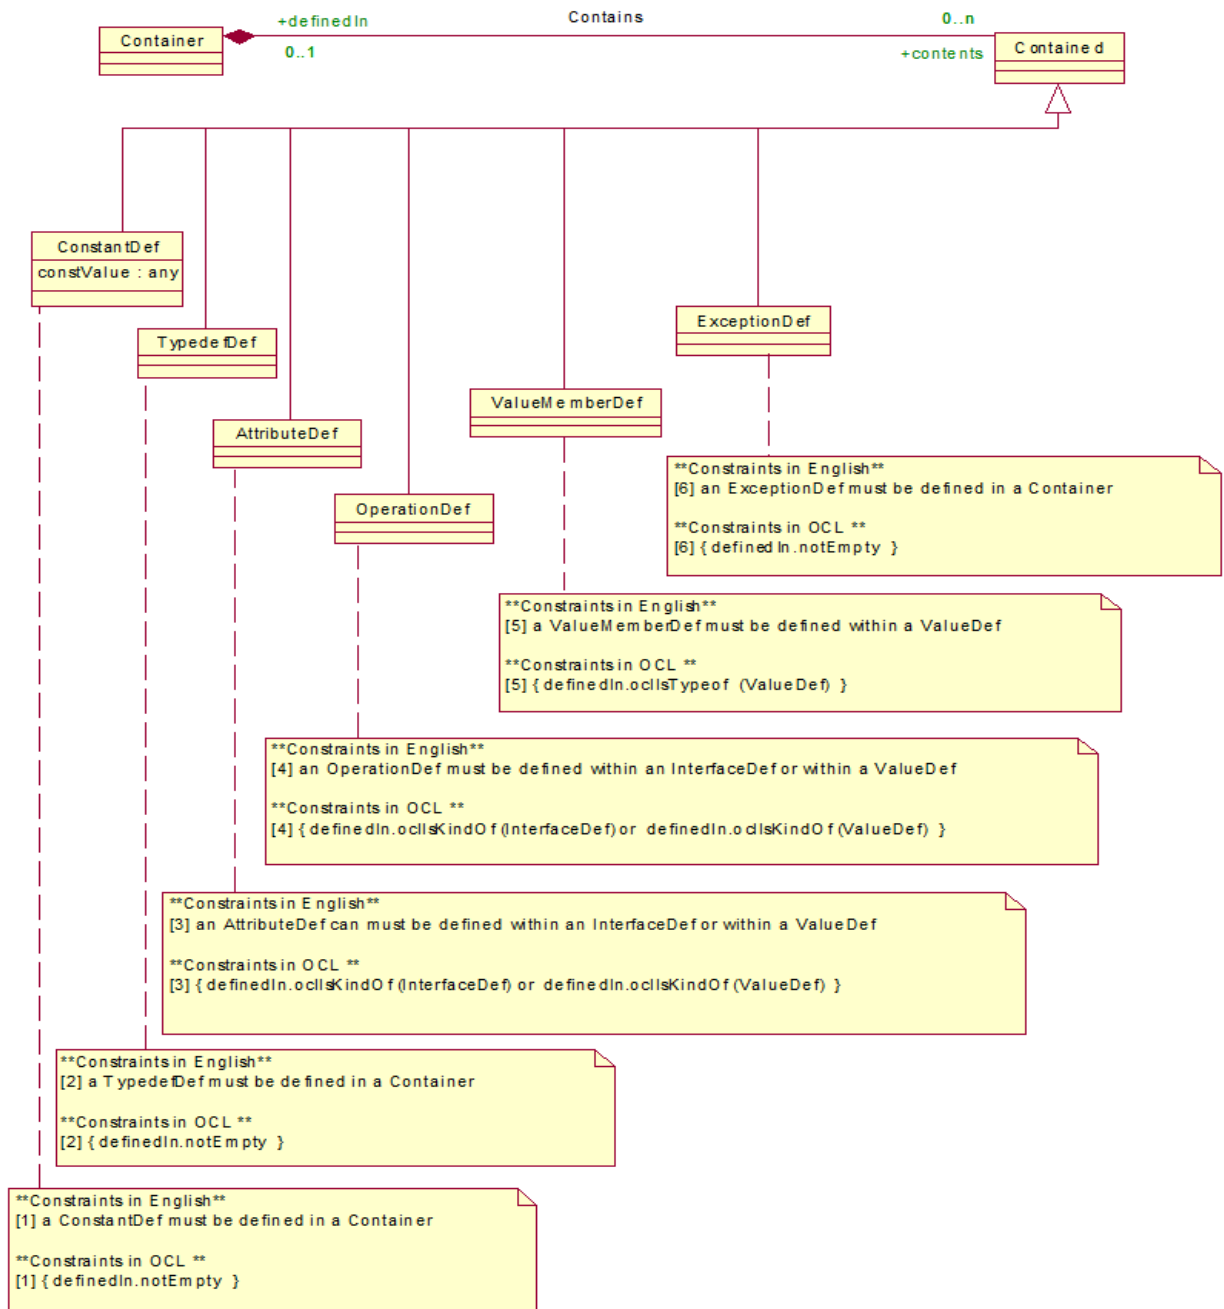 +definedIn
Contains
0..n
Container
Contained
0..1
+contents
ConstantDef
constValue : any
ExceptionDef
TypedefDef
ValueMemberDef
AttributeDef
OperationDef
**Constraints in English**
[6] an ExceptionDef must be defined in a Container
**Constraints in OCL **
[6] { definedIn.notEmpty }
**Constraints in English**
[5] a ValueMemberDef must be defined within a ValueDef
**Constraints in OCL **
[5] { definedIn.oclIsTypeof (ValueDef) }
**Constraints in English**
[4] an OperationDef must be defined within an InterfaceDef or within a ValueDef
**Constraints in OCL **
[4] { definedIn.oclIsKindOf (InterfaceDef) or definedIn.oclIsKindOf (ValueDef) }
**Constraints in English**
[3] an AttributeDef can must be defined within an InterfaceDef or within a ValueDef
**Constraints in OCL **
[3] { definedIn.oclIsKindOf (InterfaceDef) or definedIn.oclIsKindOf (ValueDef) }
**Constraints in English**
[2] a TypedefDef must be defined in a Container
**Constraints in OCL **
[2] { definedIn.notEmpty }
**Constraints in English**
[1] a ConstantDef must be defined in a Container
**Constraints in OCL **
[1] { definedIn.notEmpty }